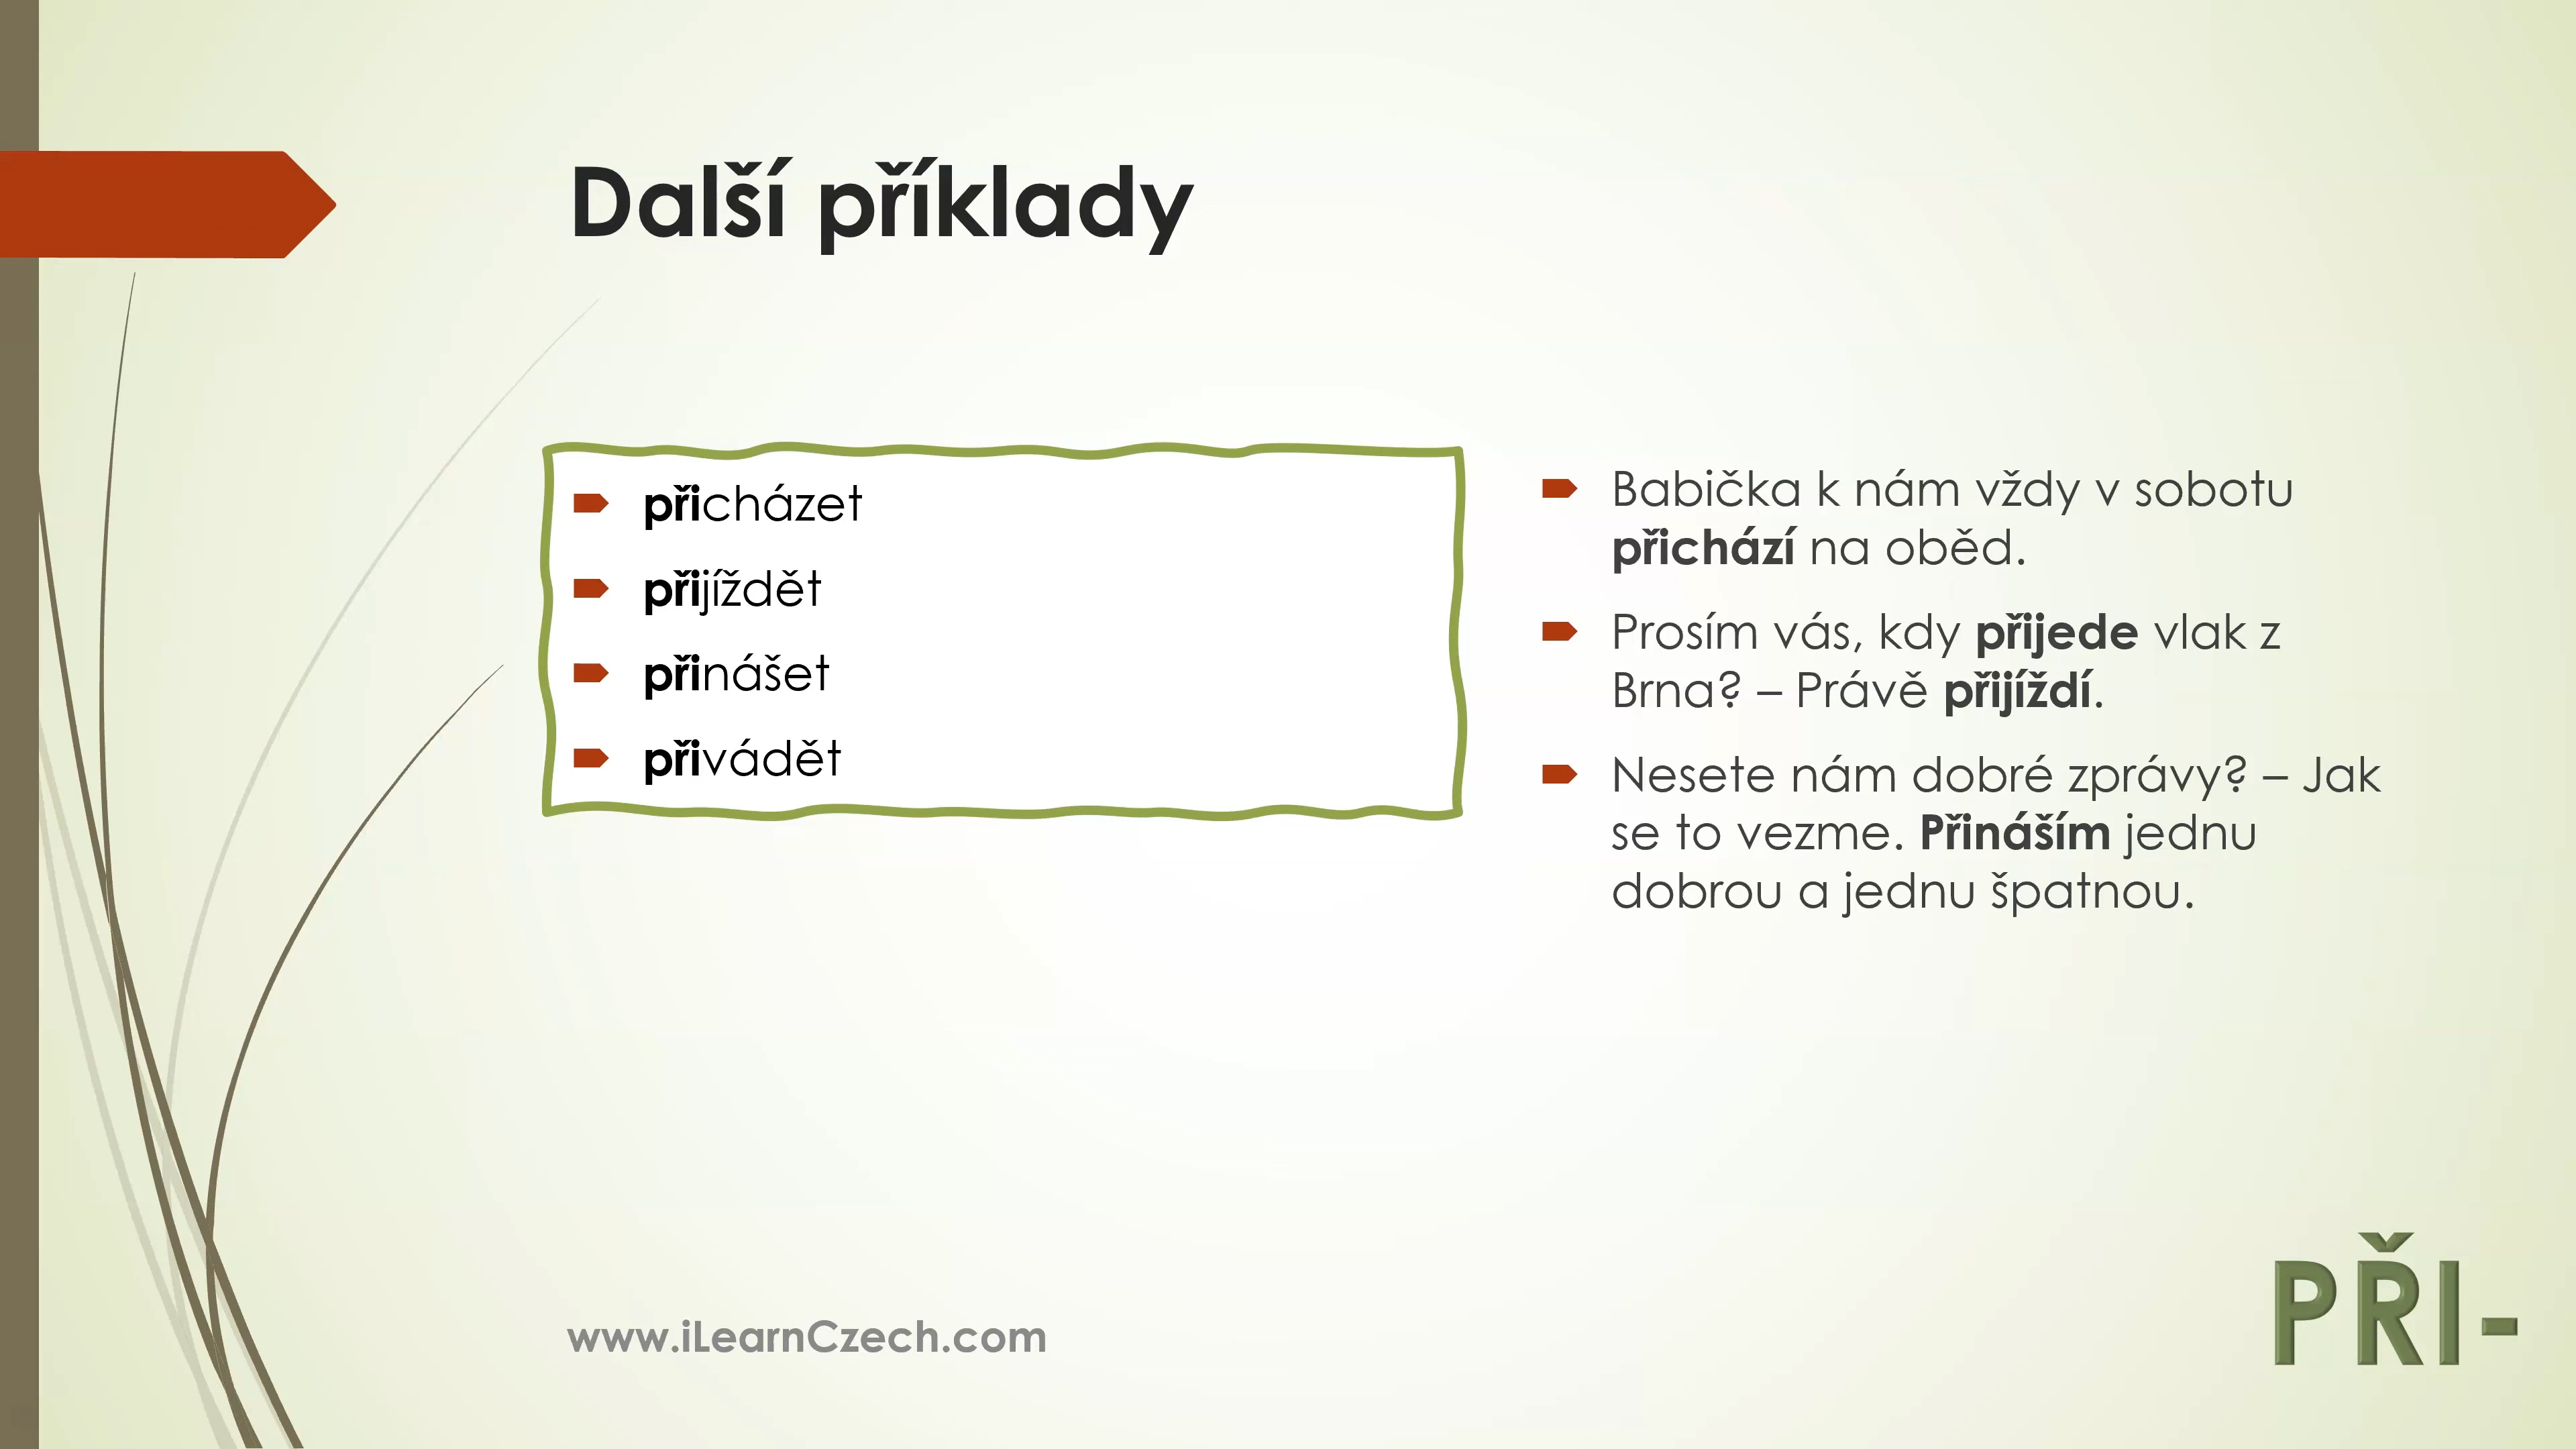 Další příklady
přicházet
přijíždět
přinášet
přivádět
Babička k nám vždy v sobotu
přichází na oběd.
Prosím vás, kdy přijede vlak z
Brna? – Právě přijíždí.
Nesete nám dobré zprávy? – Jak
se to vezme. Přináším jednu
dobrou a jednu špatnou.
www.iLearnCzech.com
PŘI-